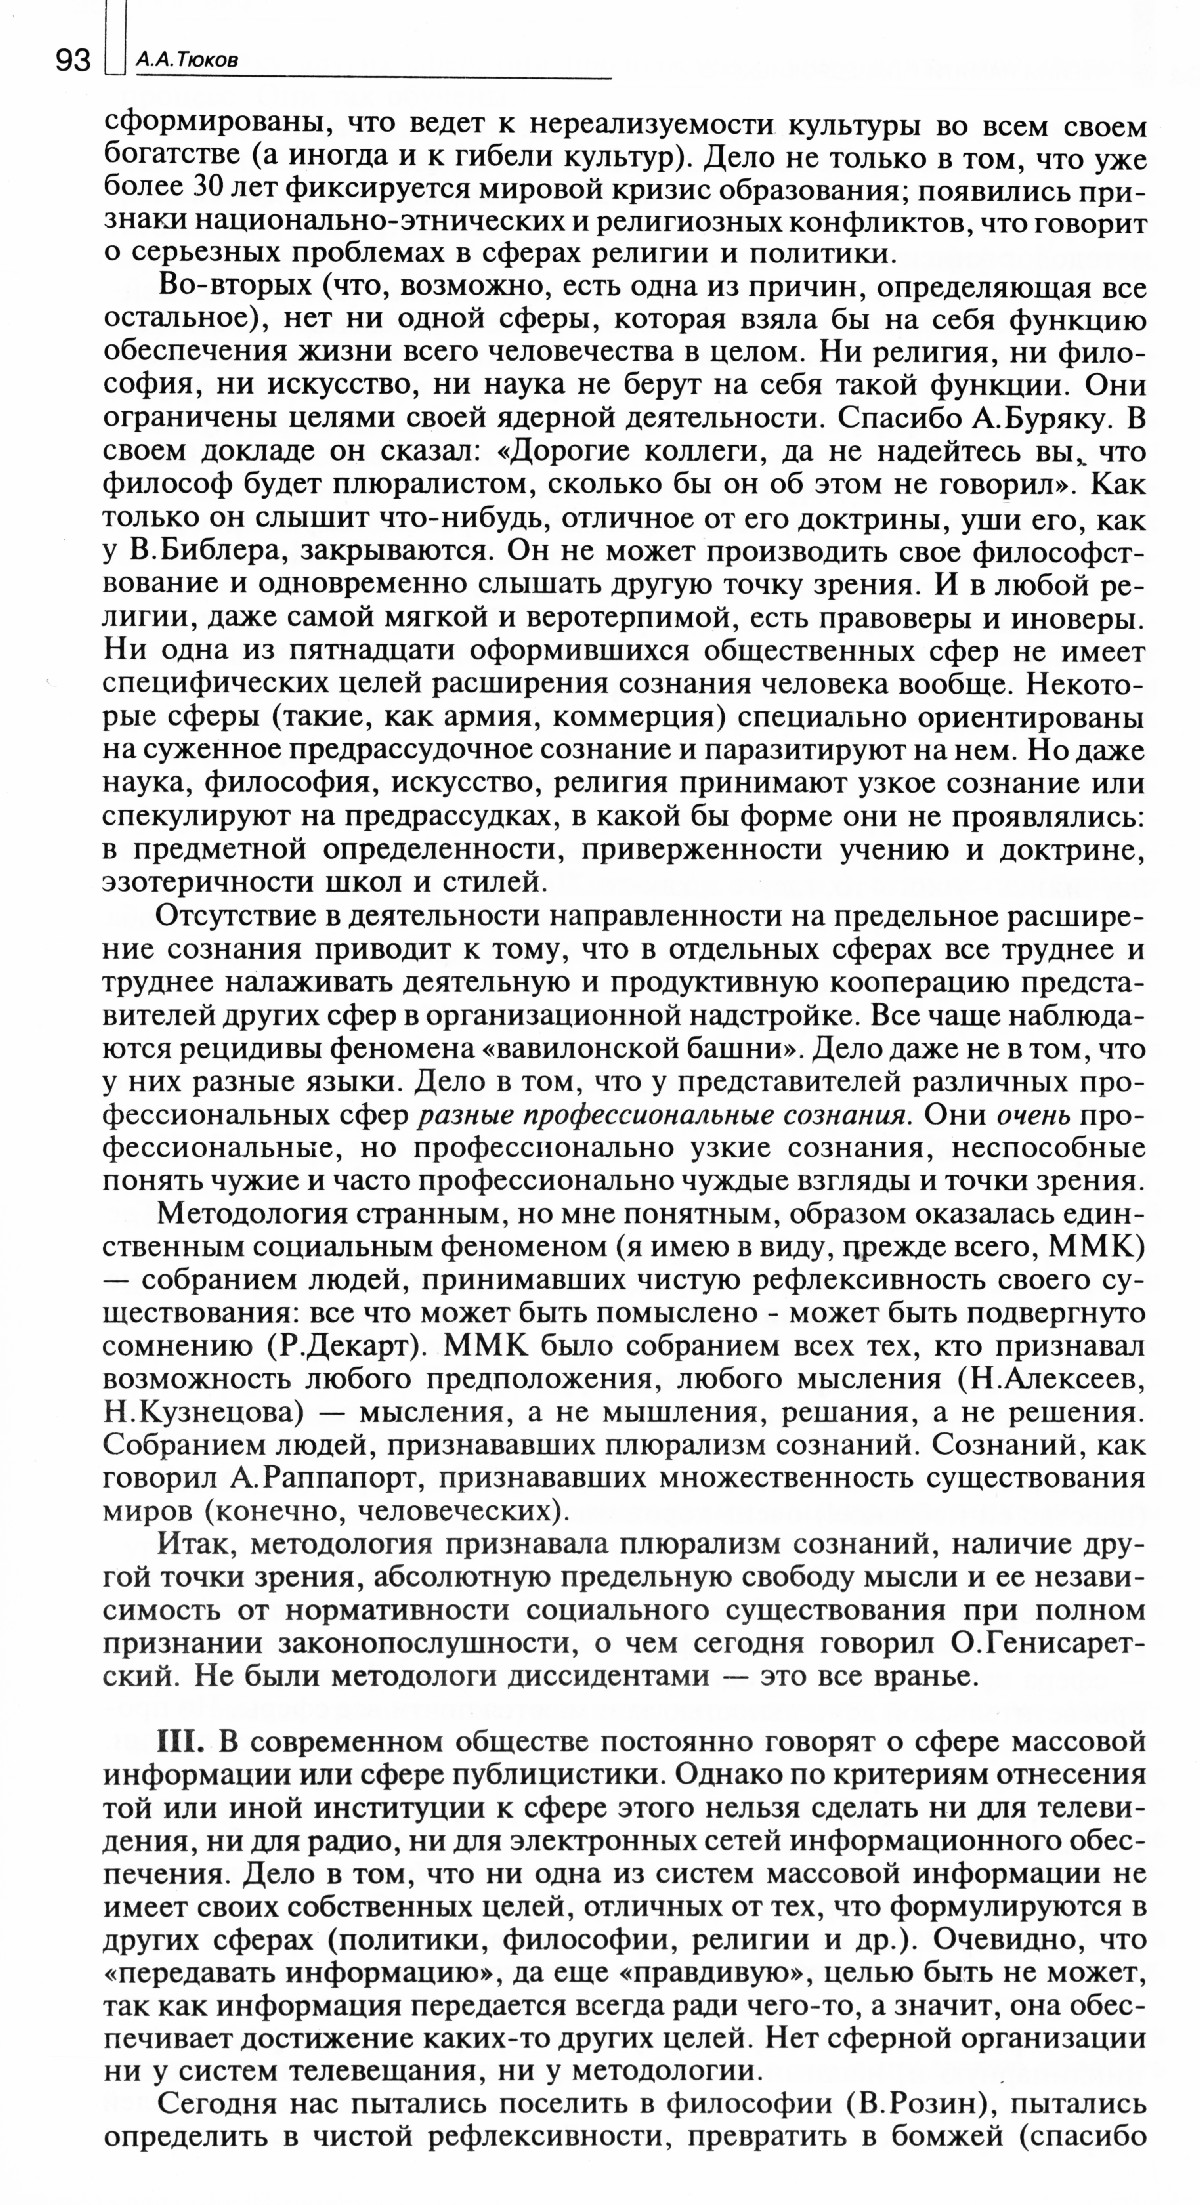 93 А.А.Тюков
сформированы, что ведет к нереализуемости культуры во всем своем
богатстве (а иногда и к гибели культур). Дело не только в том, что уже
более 30 лет фиксируется мировой кризис образования; появились при-
знаки национально-этнических и религиозных конфликтов, что говорит
о серьезных проблемах в сферах религии и политики.
Во-вторых (что, возможно, есть одна из причин, определяющая все
остальное), нет ни одной сферы, которая взяла бы на себя функцию
обеспечения жизни всего человечества в целом. Ни религия, ни фило-
софия, ни искусство, ни наука не берут на себя такой функции. Они
ограничены целями своей ядерной деятельности. Спасибо А.Буряку. В
своем докладе он сказал: «Дорогие коллеги, да не надейтесь вы, что
философ будет плюралистом, сколько бы он об этом не говорил». Как
только он слышит что-нибудь, отличное от его доктрины, уши его, как
у В.Библера, закрываются. Он не может производить свое философст-
вование и одновременно слышать другую точку зрения. И в любой ре-
лигии, даже самой мягкой и веротерпимой, есть правоверы и иноверы.
Ни одна из пятнадцати оформившихся общественных сфер не имеет
специфических целей расширения сознания человека вообще. Некото-
рые сферы (такие, как армия, коммерция) специально ориентированы
на суженное предрассудочное сознание и паразитируют на нем. Но даже
наука, философия, искусство, религия принимают узкое сознание или
спекулируют на предрассудках, в какой бы форме они не проявлялись:
в предметной определенности, приверженности учению и доктрине,
эзотеричности школ и стилей.
Отсутствие в деятельности направленности на предельное расшире-
ние сознания приводит к тому, что в отдельных сферах все труднее и
труднее налаживать деятельную и продуктивную кооперацию предста-
вителей других сфер в организационной надстройке. Все чаще наблюда-
ются рецидивы феномена «вавилонской башни». Дело даже не в том, что
у них разные языки. Дело в том, что у представителей различных про-
фессиональных сфер разные профессиональные сознания. Они очень про-
фессиональные, но профессионально узкие сознания, неспособные
понять чужие и часто профессионально чуждые взгляды и точки зрения.
Методология странным, но мне понятным, образом оказалась един-
ственным социальным феноменом (я имею в виду, прежде всего, ММК)
— собранием людей, принимавших чистую рефлексивность своего су-
ществования: все что может быть помыслено - может быть подвергнуто
сомнению (Р.Декарт). ММК было собранием всех тех, кто признавал
возможность любого предположения, любого мысления (Н.Алексеев,
Н.Кузнецова) — мысления, а не мышления, решания, а не решения.
Собранием людей, признававших плюрализм сознаний. Сознаний, как
говорил А.Раппапорт, признававших множественность существования
миров (конечно, человеческих).
Итак, методология признавала плюрализм сознаний, наличие дру-
гой точки зрения, абсолютную предельную свободу мысли и ее незави-
симость от нормативности социального существования при полном
признании законопослушности, о чем сегодня говорил О.Генисарет-
ский. Не были методологи диссидентами — это все вранье.
III. В современном обществе постоянно говорят о сфере массовой
информации или сфере публицистики. Однако по критериям отнесения
той или иной институции к сфере этого нельзя сделать ни для телеви-
дения, ни для радио, ни для электронных сетей информационного обес-
печения. Дело в том, что ни одна из систем массовой информации не
имеет своих собственных целей, отличных от тех, что формулируются в
других сферах (политики, философии, религии и др.). Очевидно, что
«передавать информацию», да еще «правдивую», целью быть не может,
так как информация передается всегда ради чего-то, а значит, она обес-
печивает достижение каких-то других целей. Нет сферной организации
ни у систем телевещания, ни у методологии.
Сегодня нас пытались поселить в философии (В.Розин), пытались
определить в чистой рефлексивности, превратить в бомжей (спасибо